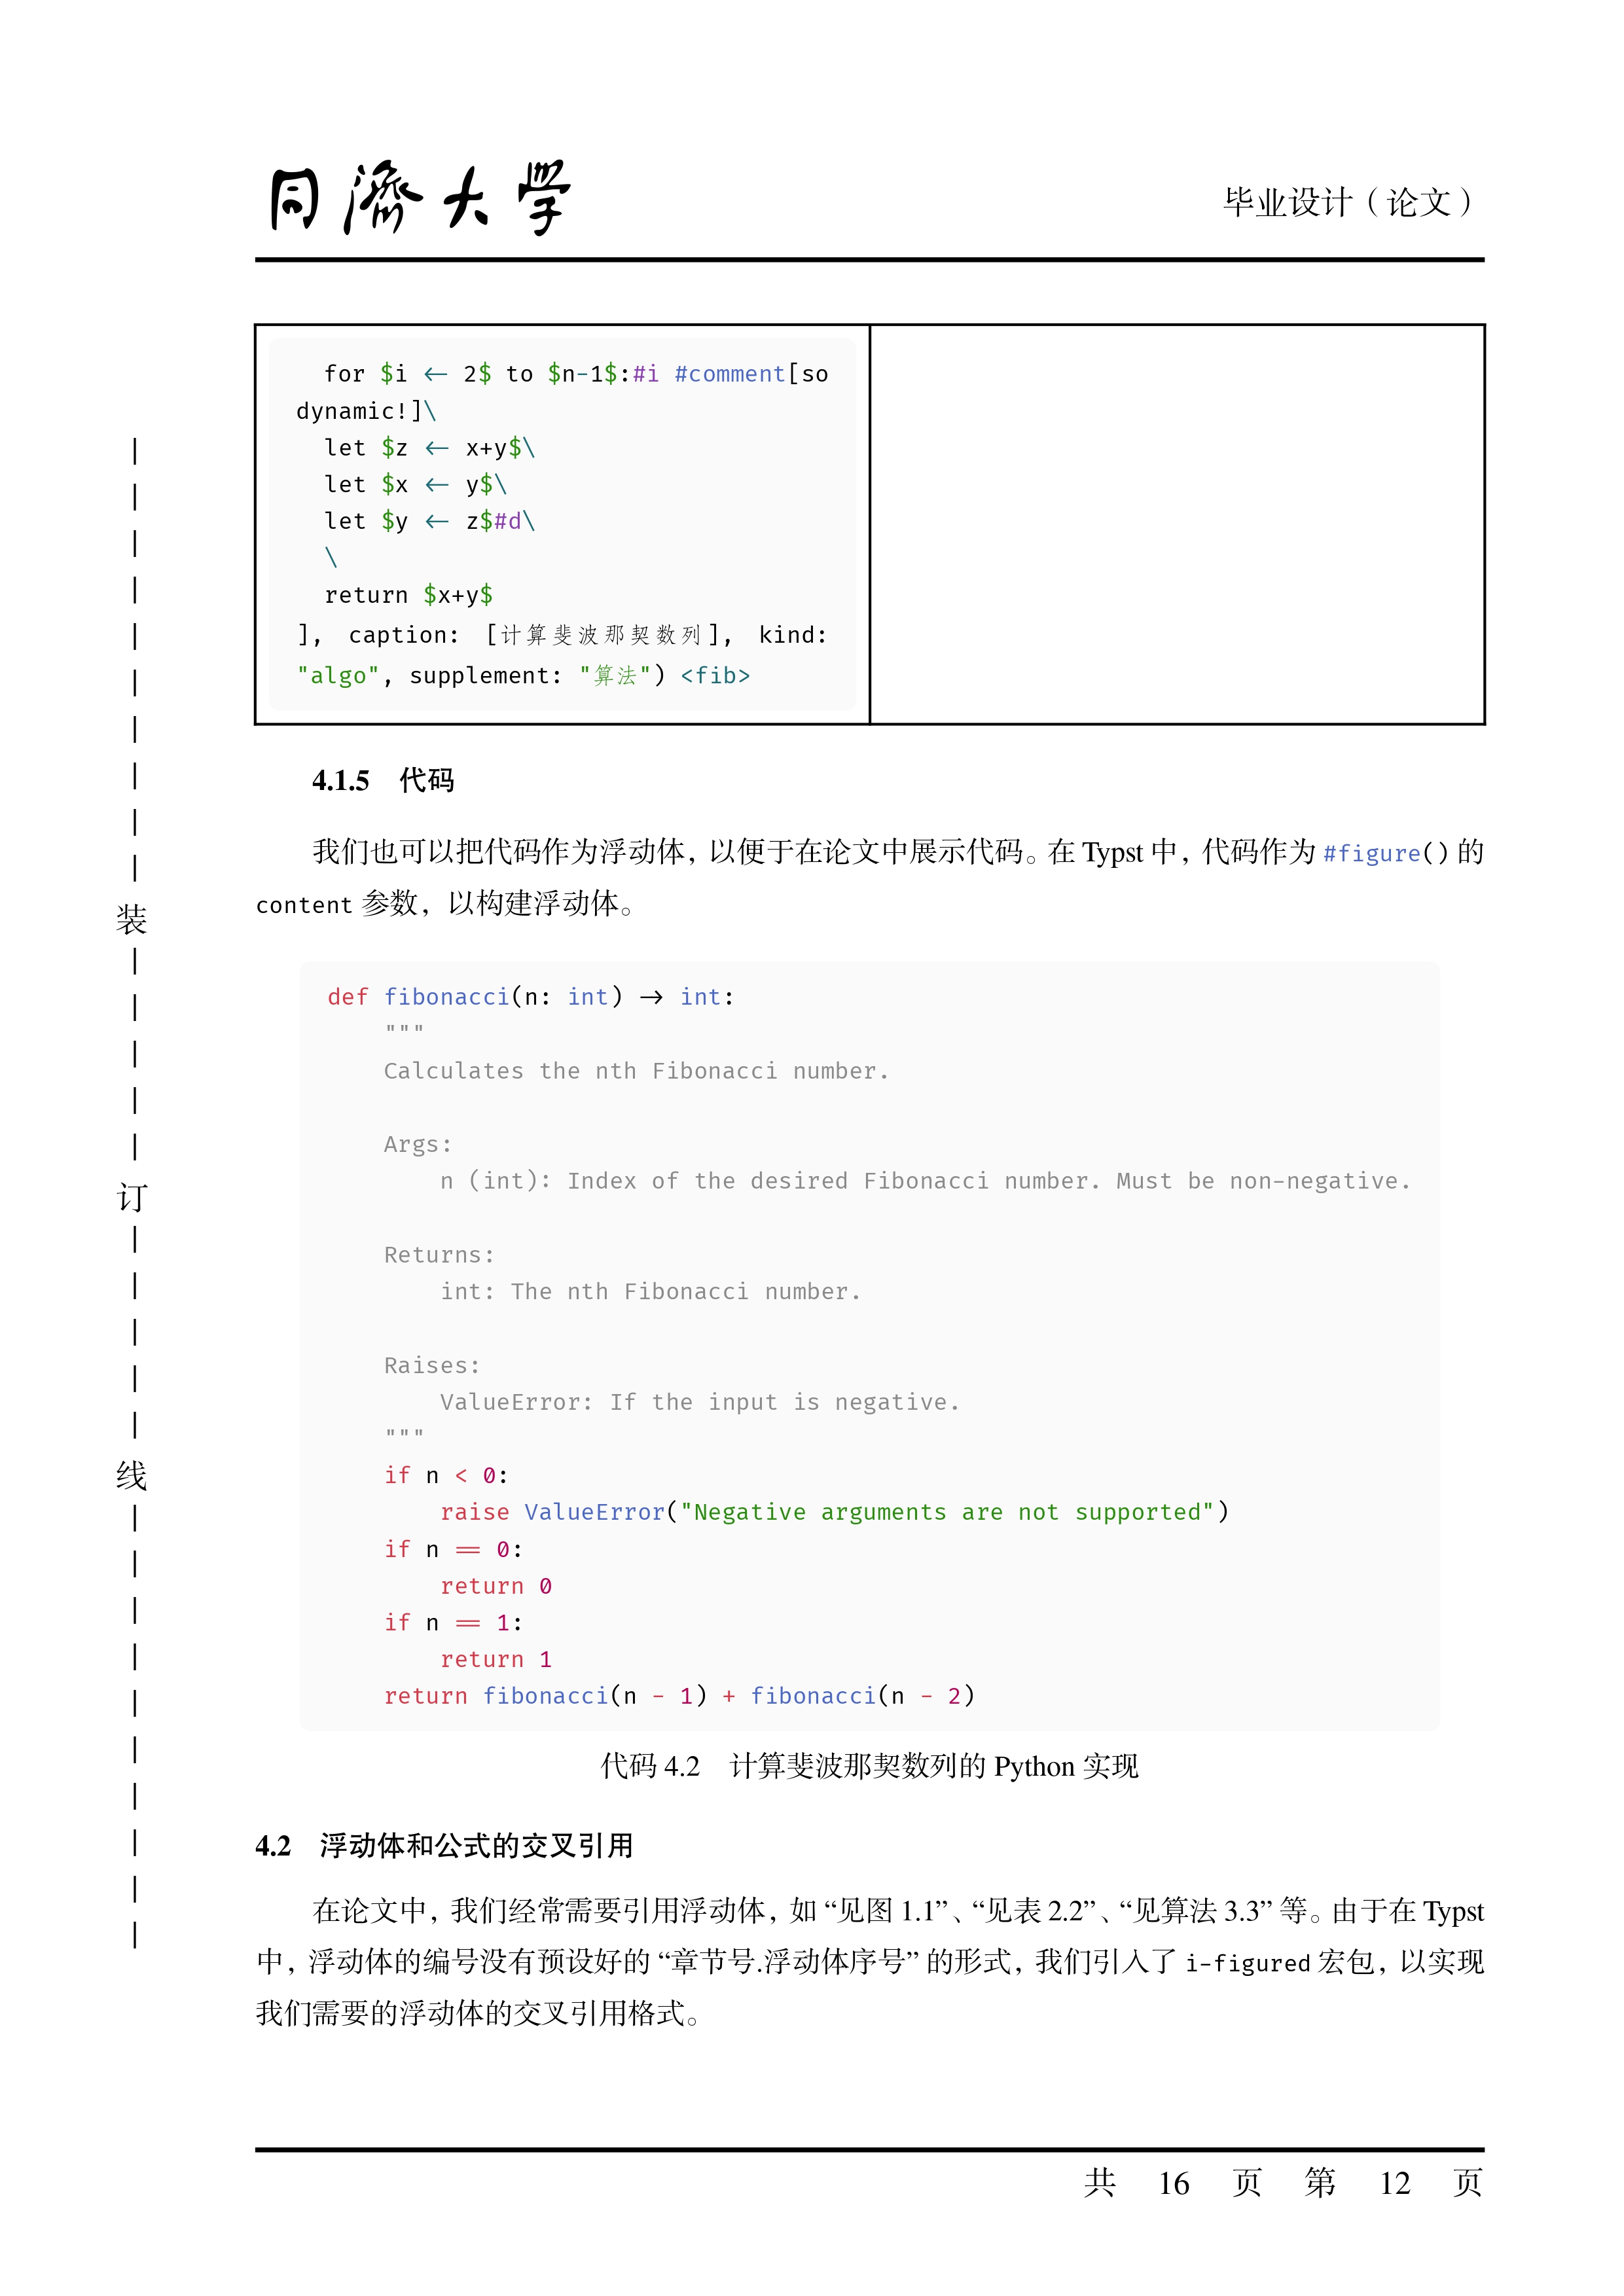 同濟大学
毕业设计（论文）
for $i ← 2$ to $n-1$:#i #comment[so
dynamic!]\
let $z ← x+y$\
let $x ← y$\
let $y ← z$#d\
\
return $x+y$
], caption: [计算斐波那契数列], kind:
"algo", supplement: "算法") <fib>
4.1.5 代码
我们也可以把代码作为浮动体，以便于在论文中展示代码。在 Typst 中，代码作为 #figure() 的
content 参数，以构建浮动体。
def fibonacci(n: int) → int:
"""
Calculates the nth Fibonacci number.
Args:
n (int): Index of the desired Fibonacci number. Must be non-negative.
Returns:
int: The nth Fibonacci number.
Raises:
ValueError: If the input is negative.
"""
if n < 0:
raise ValueError("Negative arguments are not supported")
if n == 0:
return 0
if n == 1:
return 1
return fibonacci(n - 1) + fibonacci(n - 2)
代码 4.2 计算斐波那契数列的 Python 实现
4.2 浮动体和公式的交叉引用
在论文中，我们经常需要引用浮动体，如 “见图 1.1”、“见表 2.2”、“见算法 3.3” 等。由于在 Typst
中，浮动体的编号没有预设好的 “章节号.浮动体序号” 的形式，我们引入了 i-figured 宏包，以实现
我们需要的浮动体的交叉引用格式。
装
订
线
共 16 页 第 12 页